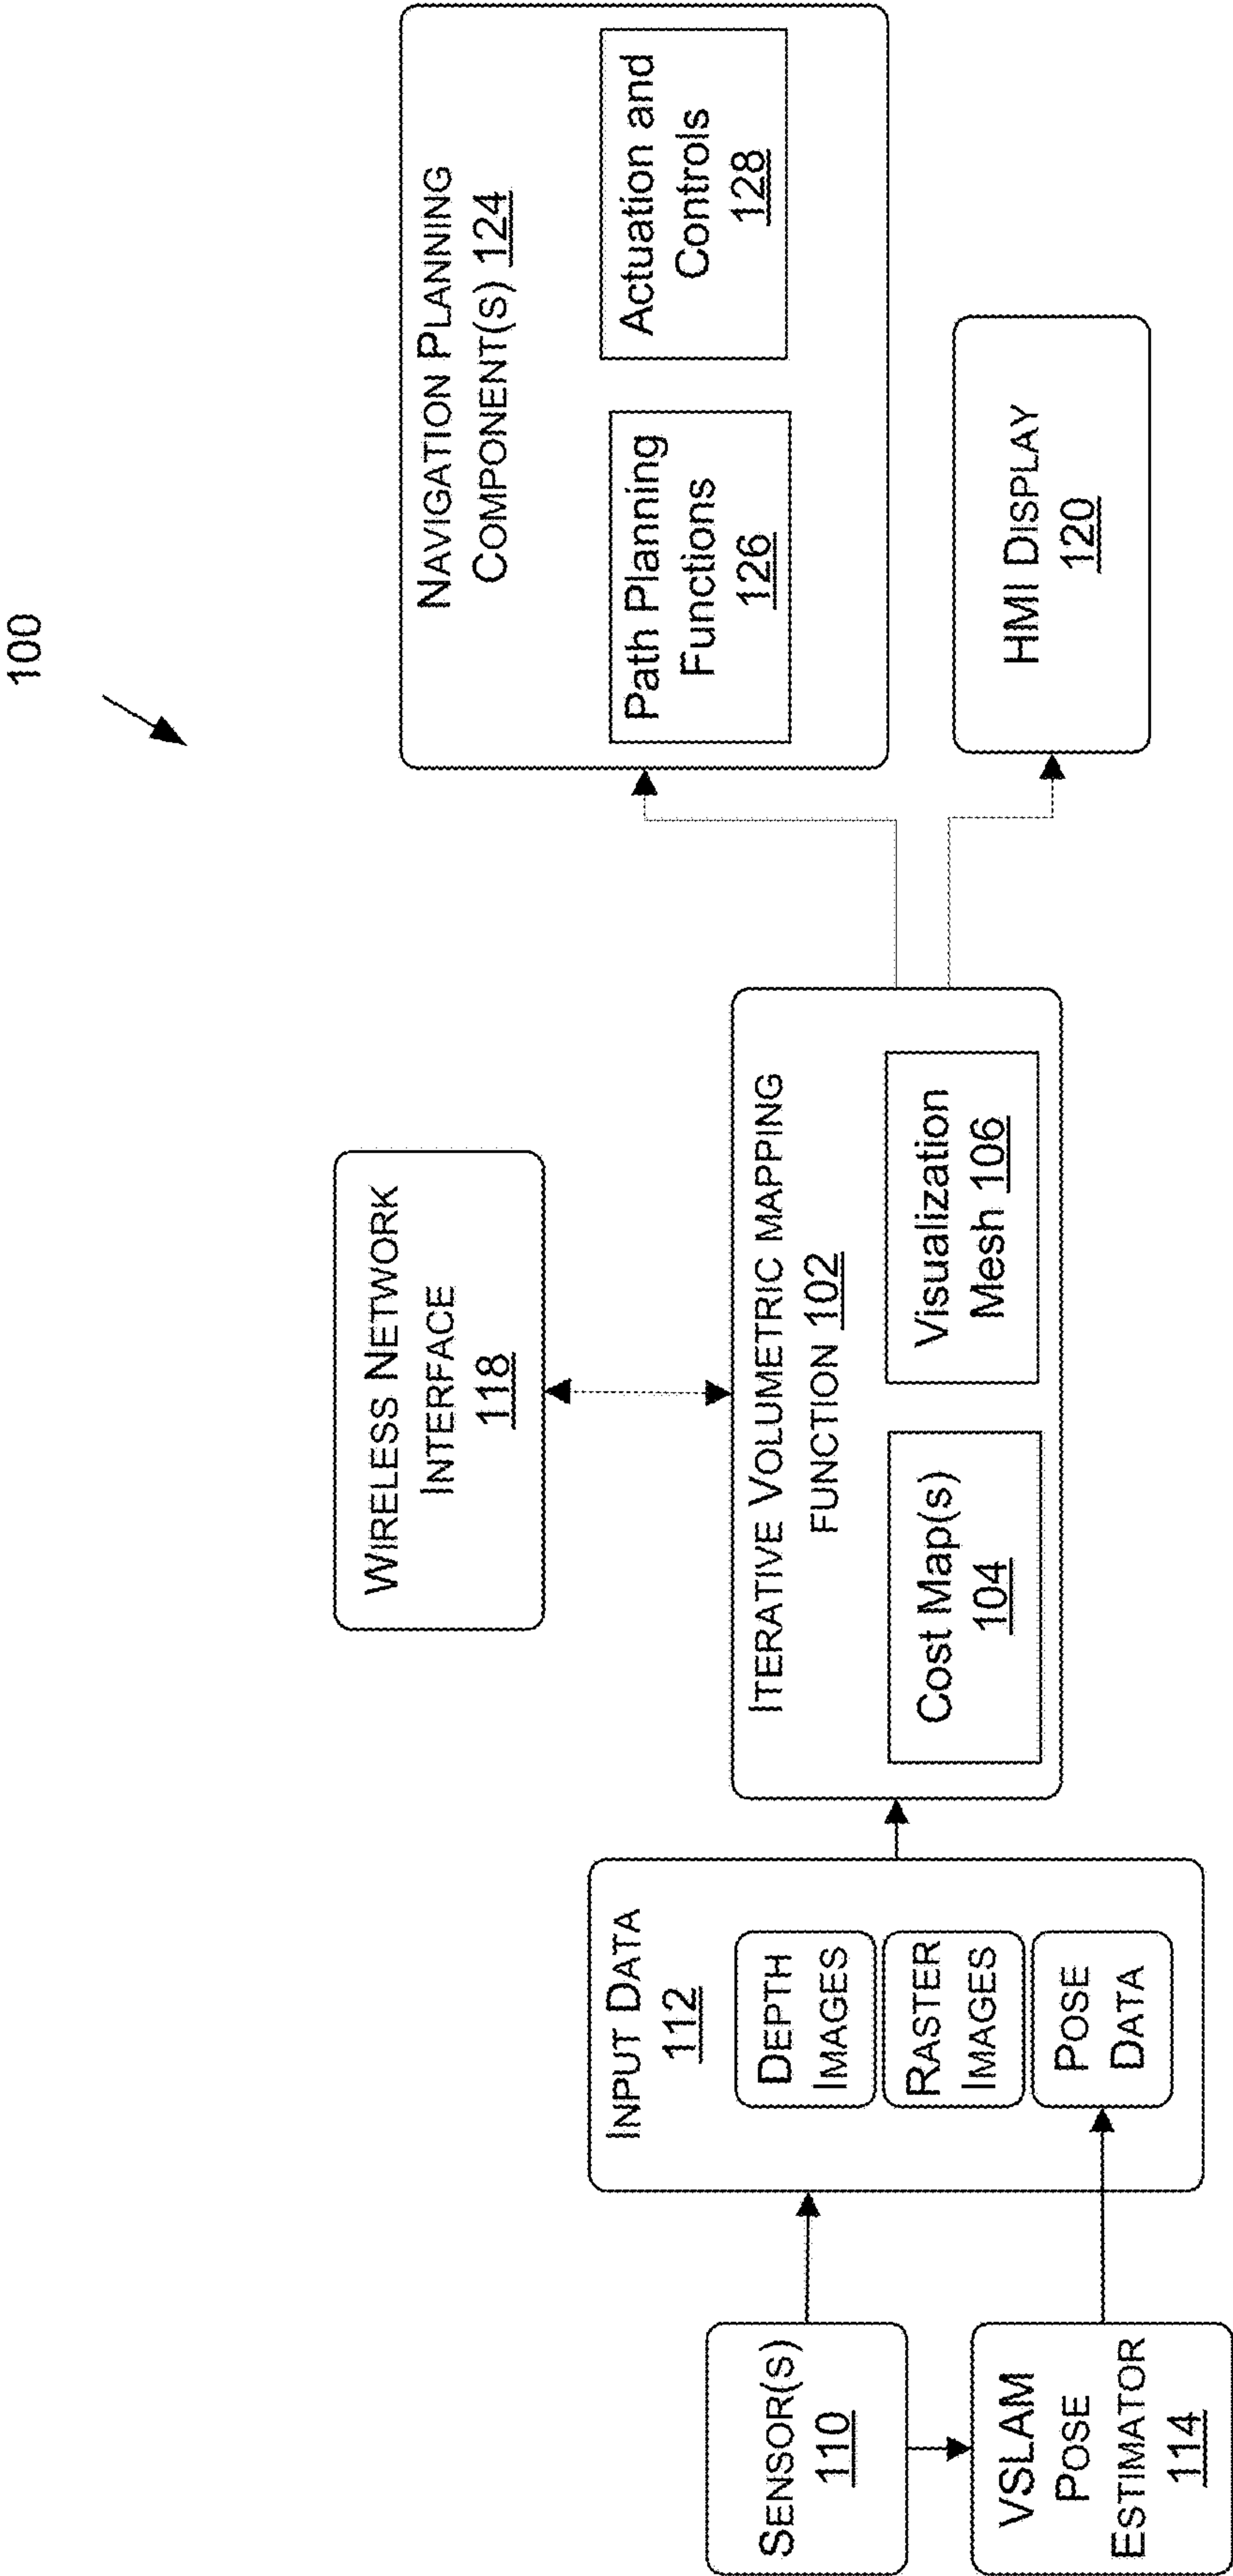 100
WIRELESS NETWORK
INTERFACE
118
NAVIGATION PLANNING
COMPONENT(S) 124
Path Planning
Functions
126
Actuation and
Controls
128
INPUT DATA
112
DEPTH
IMAGES
RASTER
IMAGES
POSE
DATA
SENSOR(S)
110
VSLAM
POSE
ESTIMATOR
114
ITERATIVE VOLUMETRIC MAPPING
FUNCTION 102
Cost Map(s)
104
Visualization
Mesh 106
HMI DISPLAY
120